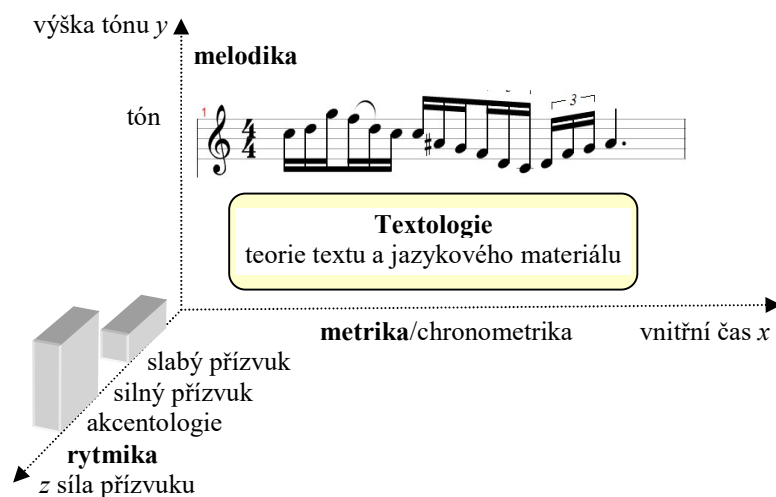 výška tónu y
melodika
tón
1
4
4
3
Textologie
teorie textu a jazykového materiálu
metrika/chronometrika
vnitřní čas x
slabý přízvuk
silný přízvuk
akcentologie
rytmika
z síla přízvuku